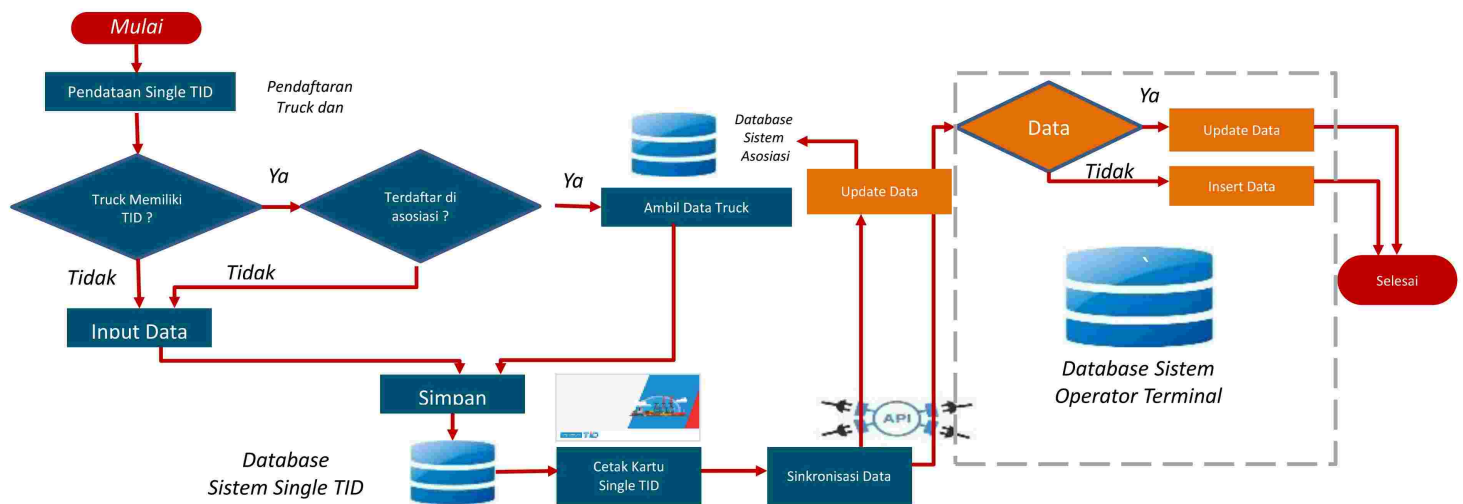 Mulai
Pendataan Single TID
Pendaftaran
Truck dan
Truck Memiliki
TID ?
Ya
Terdaftar di
asosiasi ?
Ya
Database
Sistem
Asosiasi
Ambil Data Truck
Update Data
Tidak
Tidak
Input Data
Simpan
Database
Sistem Single TID
TID
Cetak Kartu
Single TID
Sinkronisasi Data
API
Data
Ya
Update Data
Tidak
Insert Data
`
Database Sistem
Operator Terminal
Selesai